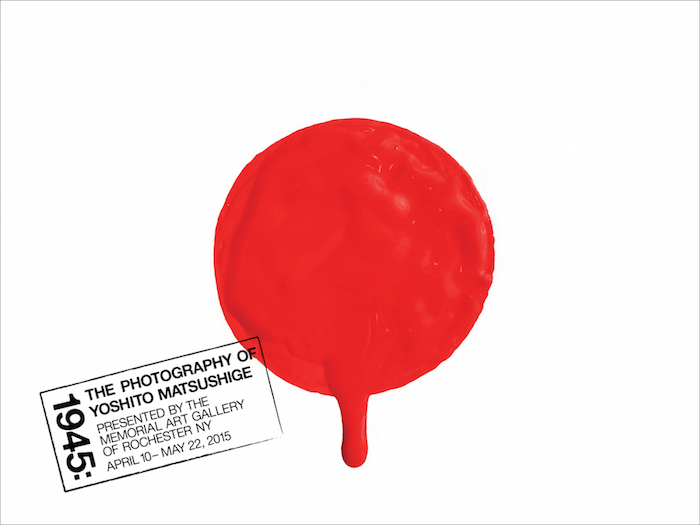 1945:
THE PHOTOGRAPHY OF
YOSHITO MATSUSHIGE
PRESENTED BY THE
MEMORIAL ART GALLERY
OF ROCHESTER NY
APRIL 10– MAY 22, 2015